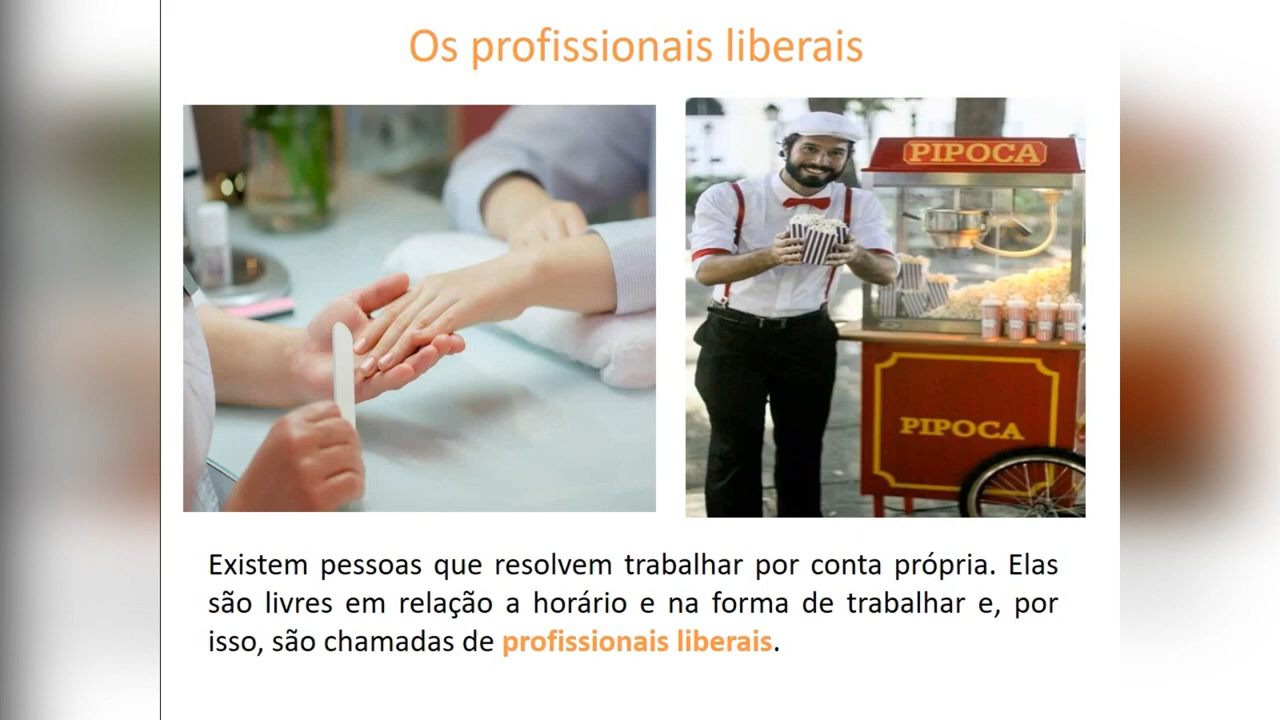 Os profissionais liberais
PIPOCA
PIPOCA
Existem pessoas que resolvem trabalhar por conta própria. Elas
são livres em relação a horário e na forma de trabalhar e, por
isso, são chamadas de profissionais liberais.